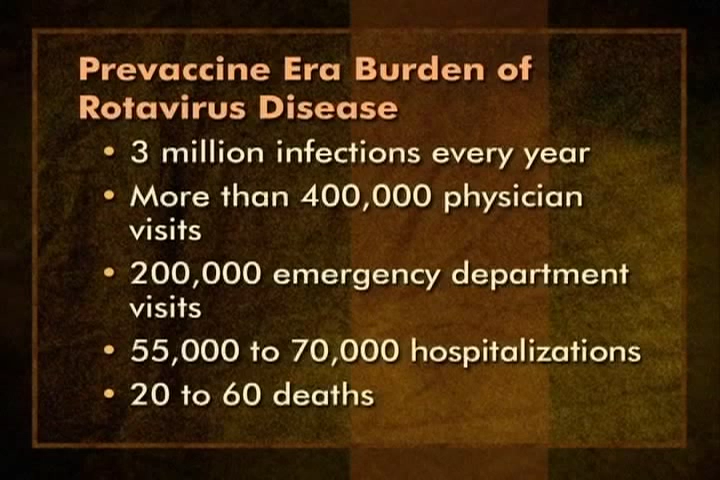 Prevaccine Era Burden of
Rotavirus Disease
• 3 million infections every year
• More than 400,000 physician
visits
• 200,000 emergency department
visits
• 55,000 to 70,000 hospitalizations
• 20 to 60 deaths